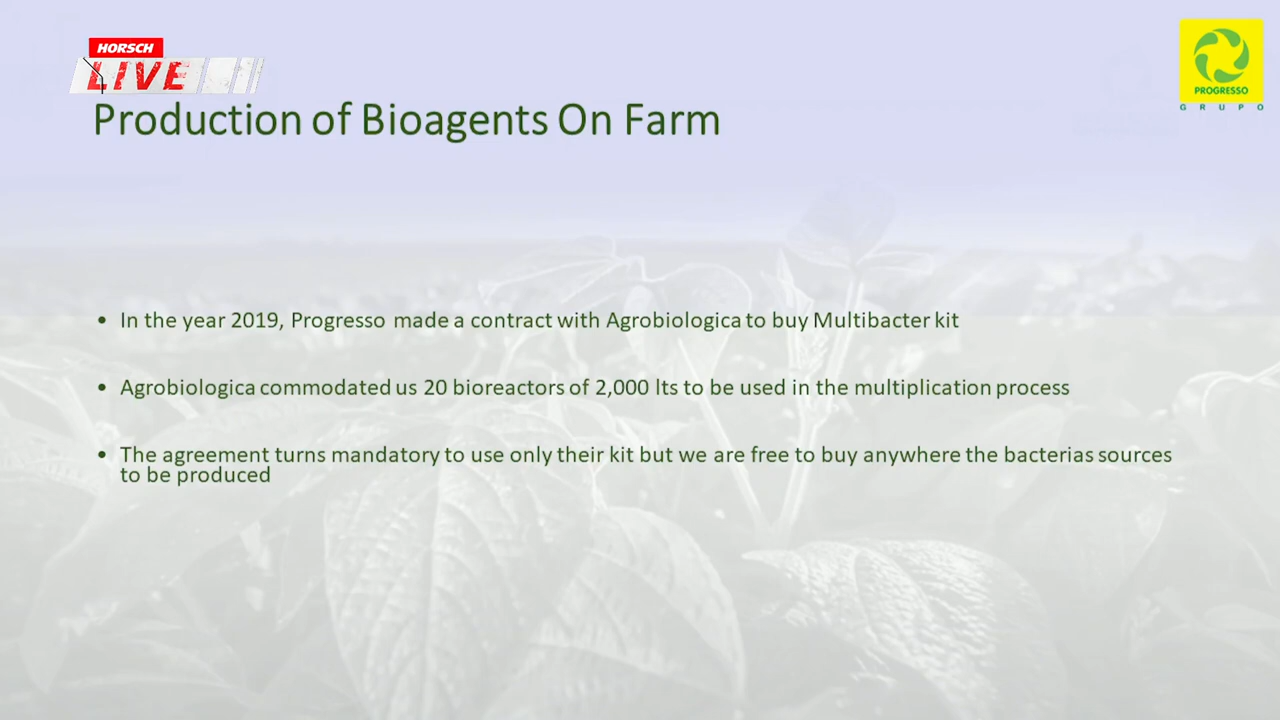 HORSCH
LIVE
PROGRESSO
GRUPO
Production of Bioagents On Farm
• In the year 2019, Progresso made a contract with Agrobiologica to buy Multibacter kit
• Agrobiologica commodated us 20 bioreactors of 2,000 lts to be used in the multiplication process
• The agreement turns mandatory to use only their kit but we are free to buy anywhere the bacterias sources
to be produced